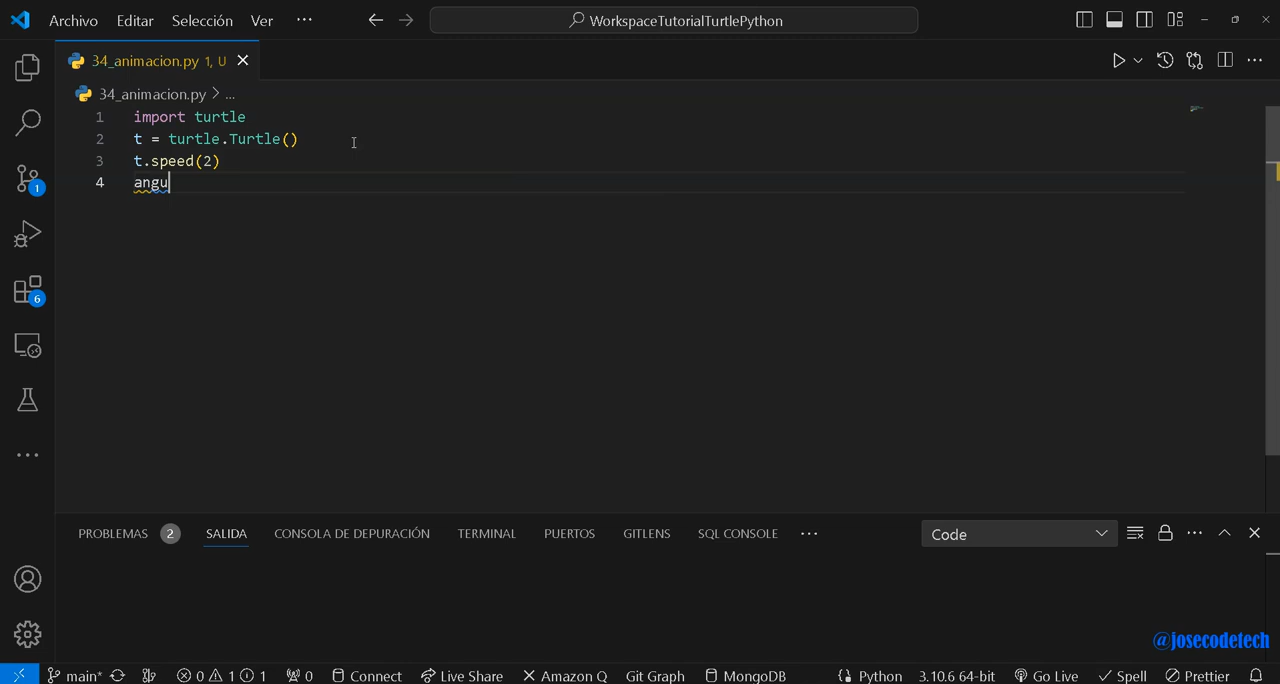 Archivo Editar Selección Ver ··· WorkspaceTutorialTurtlePython
34_animacion.py 1, U
34_animacion.py > ...
1 import turtle
2 t = turtle.Turtle()
3 t.speed(2)
4 angu
1
6
PROBLEMAS 2 SALIDA CONSOLA DE DEPURACIÓN TERMINAL PUERTOS GITLENS SQL CONSOLE ··· Code
@josecodetech
main* 0 1 1 0 Connect Live Share Amazon Q Git Graph MongoDB Python 3.10.6 64-bit Go Live Spell Prettier